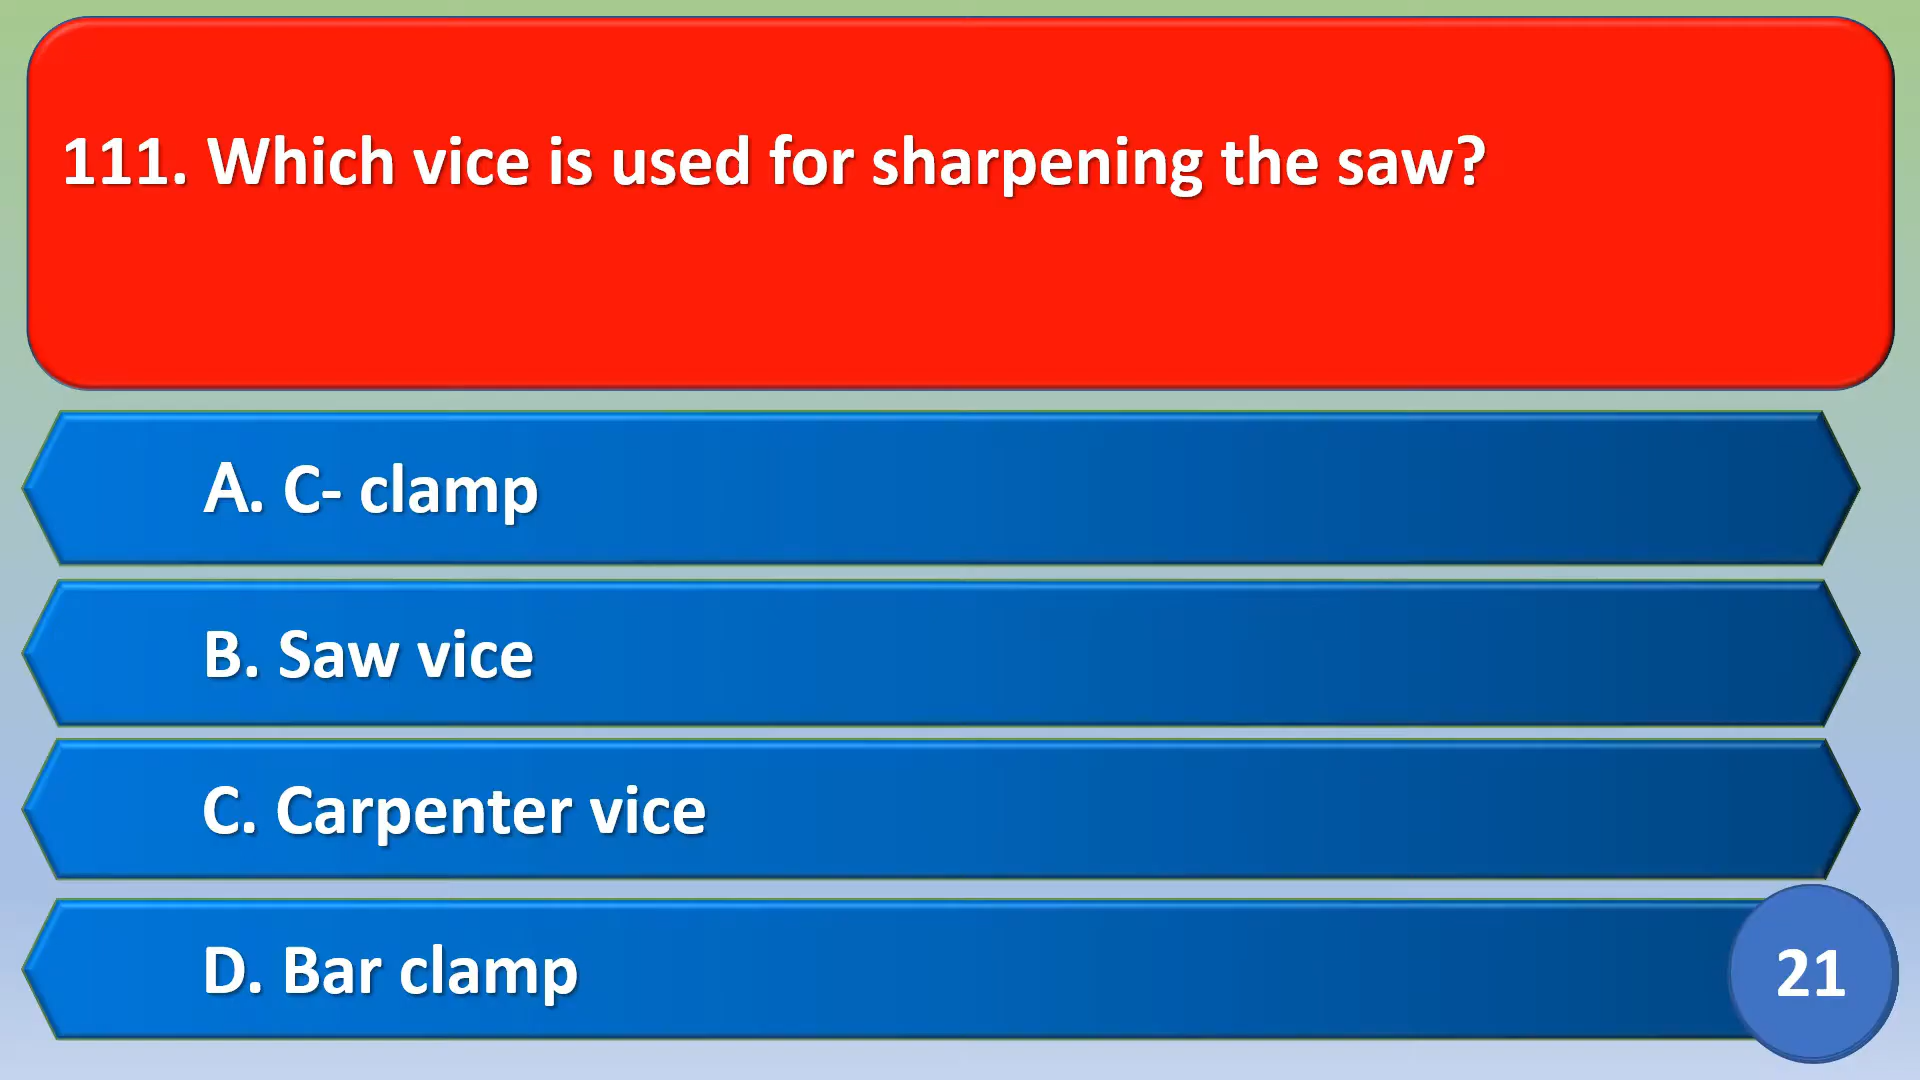 111. Which vice is used for sharpening the saw?
A. C- clamp
B. Saw vice
C. Carpenter vice
D. Bar clamp
21